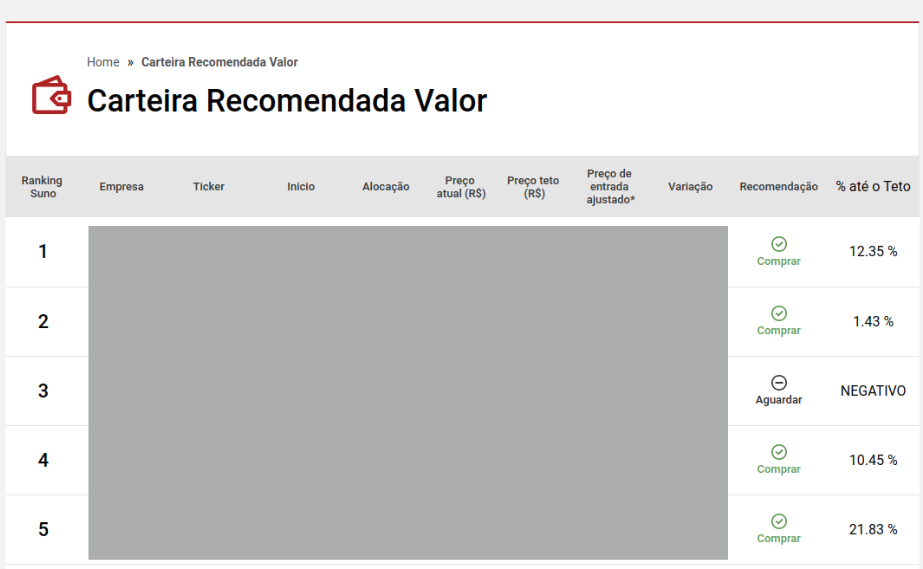 Home » Carteira Recomendada Valor
Carteira Recomendada Valor
Ranking Suno Empresa Ticker Inicio Alocação Preço atual (R$) Preço teto (R$) Preço de entrada ajustado* Variação Recomendação % até o Teto
1 Comprar 12.35 %
2 Comprar 1.43 %
3 Aguardar NEGATIVO
4 Comprar 10.45 %
5 Comprar 21.83 %